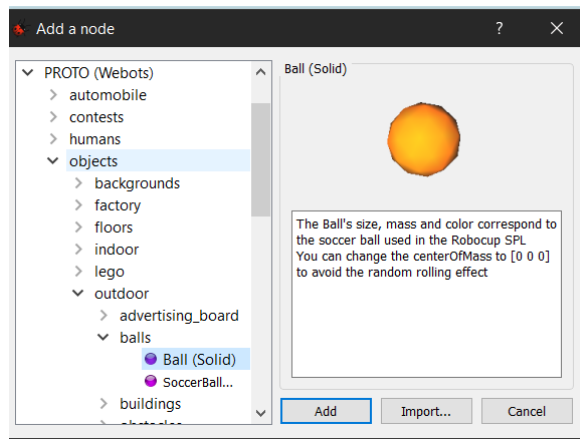 Add a node
?
PROTO (Webots)
automobile
contests
humans
objects
backgrounds
factory
floors
indoor
lego
outdoor
advertising_board
balls
Ball (Solid)
SoccerBall...
buildings
Ball (Solid)
The Ball's size, mass and color correspond to
the soccer ball used in the Robocup SPL
You can change the centerOfMass to [0 0 0]
to avoid the random rolling effect
Add
Import...
Cancel